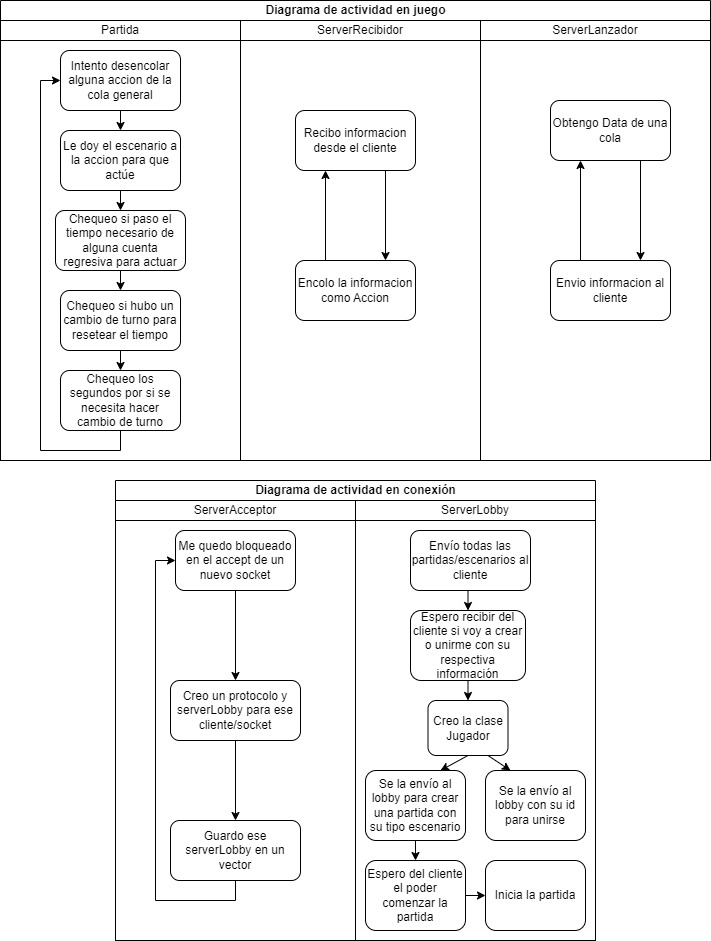 Diagrama de actividad en juego
Partida
ServerRecibidor
ServerLanzador
Intento desencolar
alguna accion de la
cola general
Le doy el escenario a
la accion para que
actúe
Chequeo si paso el
tiempo necesario de
alguna cuenta
regresiva para actuar
Chequeo si hubo un
cambio de turno para
resetear el tiempo
Chequeo los
segundos por si se
necesita hacer
cambio de turno
Recibo informacion
desde el cliente
Encolo la informacion
como Accion
Obtengo Data de una
cola
Envio informacion al
cliente
Diagrama de actividad en conexión
ServerAcceptor
ServerLobby
Me quedo bloqueado
en el accept de un
nuevo socket
Creo un protocolo y
serverLobby para ese
cliente/socket
Guardo ese
serverLobby en un
vector
Envío todas las
partidas/escenarios al
cliente
Espero recibir del
cliente si voy a crear
o unirme con su
respectiva
información
Creo la clase
Jugador
Se la envío al
lobby para crear
una partida con
su tipo escenario
Se la envío al
lobby con su id
para unirse
Espero del cliente
el poder
comenzar la
partida
Inicia la partida